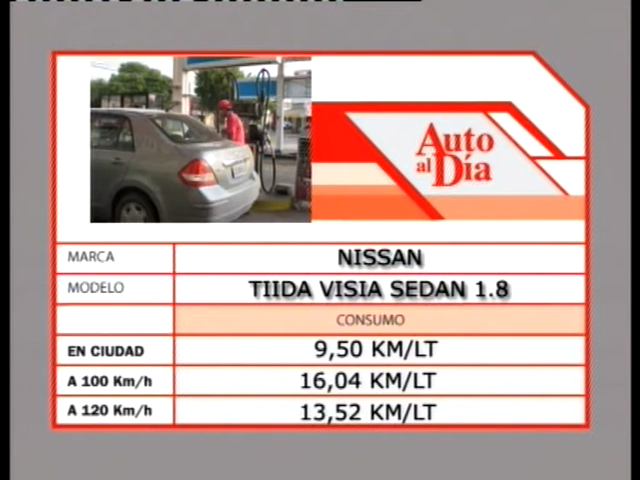 Auto
al Día
MARCA NISSAN
MODELO TIIDA VISIA SEDAN 1.8
CONSUMO
EN CIUDAD 9,50 KM/LT
A 100 Km/h 16,04 KM/LT
A 120 Km/h 13,52 KM/LT